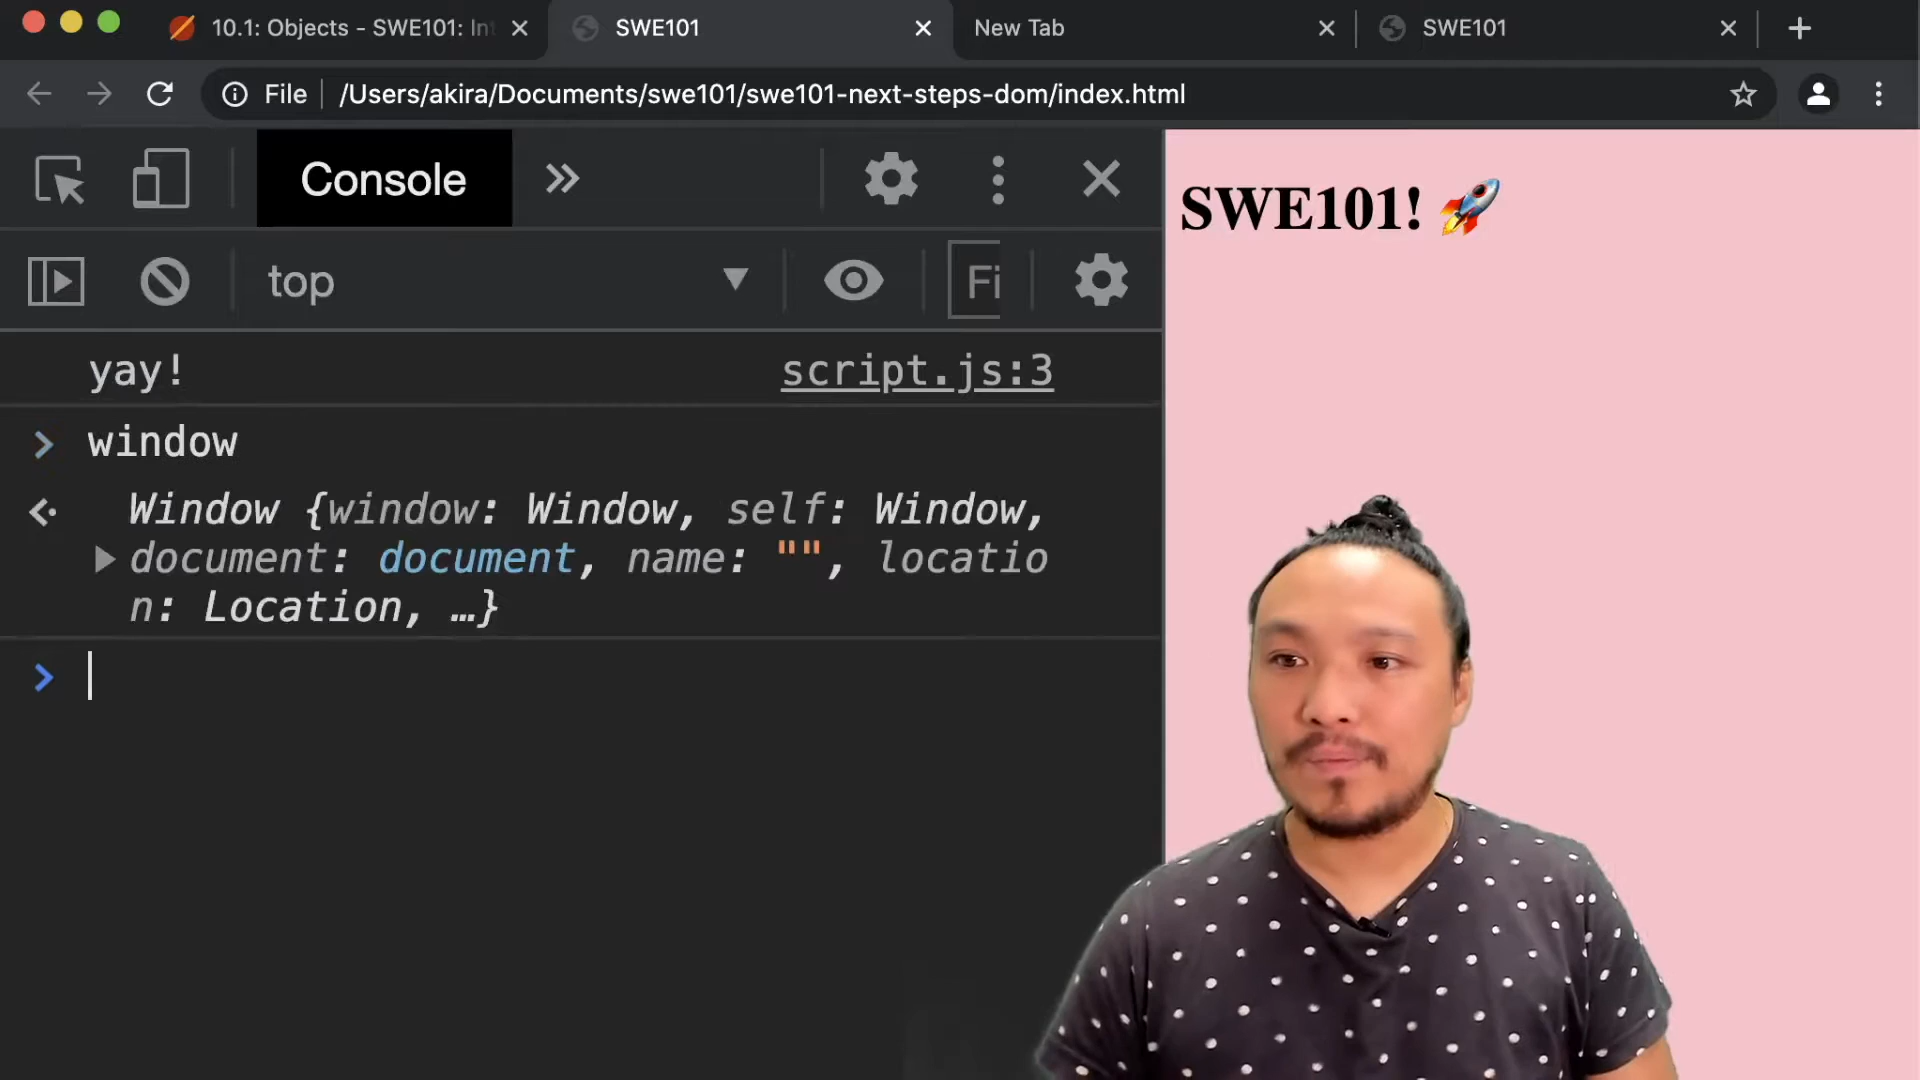 10.1: Objects - SWE101: Int
SWE101
New Tab
SWE101
File
/Users/akira/Documents/swe101/swe101-next-steps-dom/index.html
Console
top
Fi
yay!
script.js:3
window
Window {window: Window, self: Window,
document: document, name: "", locatio
n: Location, …}
SWE101! 🚀